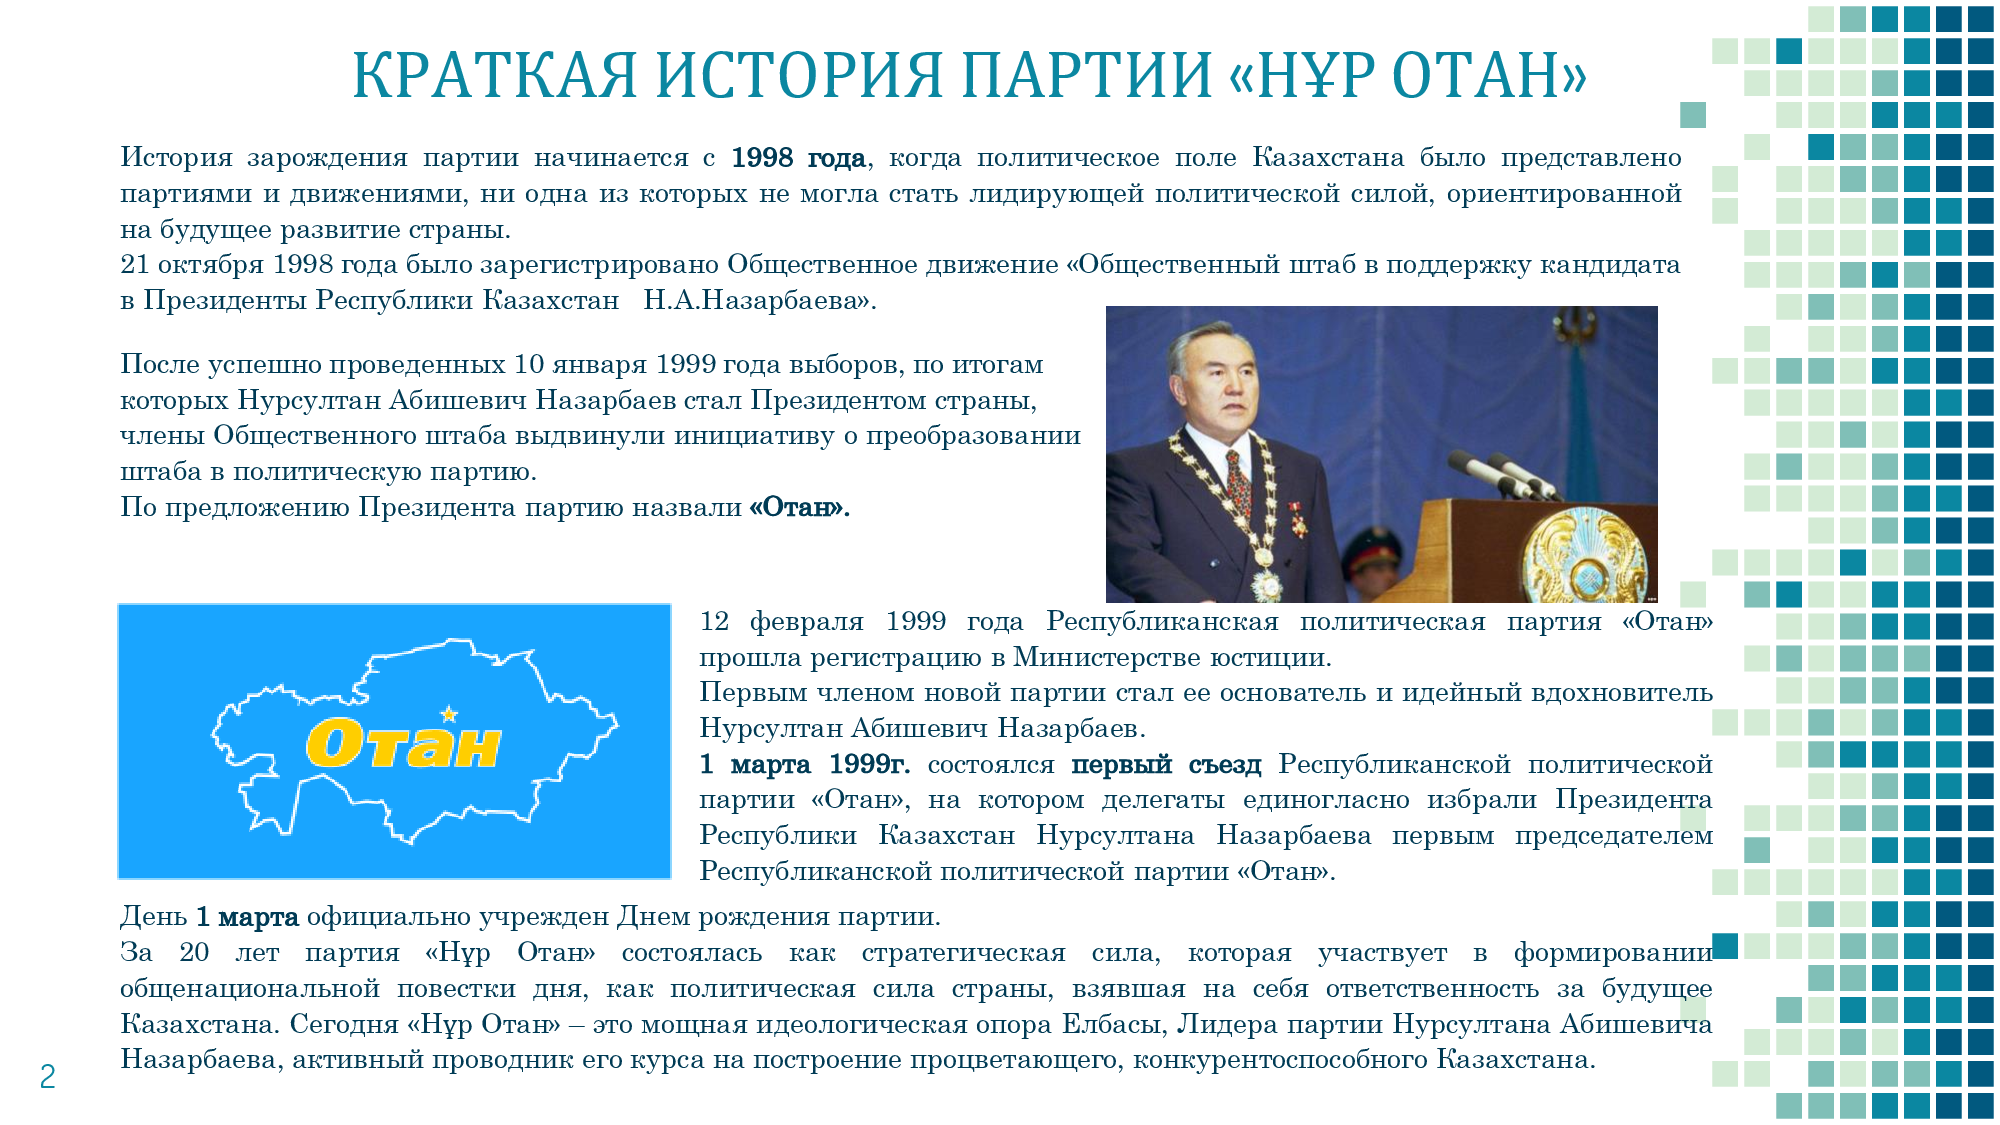 КРАТКАЯ ИСТОРИЯ ПАРТИИ «НҰР ОТАН»
История зарождения партии начинается с 1998 года, когда политическое поле Казахстана было представлено
партиями и движениями, ни одна из которых не могла стать лидирующей политической силой, ориентированной
на будущее развитие страны.
21 октября 1998 года было зарегистрировано Общественное движение «Общественный штаб в поддержку кандидата
в Президенты Республики Казахстан Н.А.Назарбаева».
После успешно проведенных 10 января 1999 года выборов, по итогам
которых Нурсултан Абишевич Назарбаев стал Президентом страны,
члены Общественного штаба выдвинули инициативу о преобразовании
штаба в политическую партию.
По предложению Президента партию назвали «Отан».
Отан
12 февраля 1999 года Республиканская политическая партия «Отан»
прошла регистрацию в Министерстве юстиции.
Первым членом новой партии стал ее основатель и идейный вдохновитель
Нурсултан Абишевич Назарбаев.
1 марта 1999г. состоялся первый съезд Республиканской политической
партии «Отан», на котором делегаты единогласно избрали Президента
Республики Казахстан Нурсултана Назарбаева первым председателем
Республиканской политической партии «Отан».
День 1 марта официально учрежден Днем рождения партии.
За 20 лет партия «Нұр Отан» состоялась как стратегическая сила, которая участвует в формировании
общенациональной повестки дня, как политическая сила страны, взявшая на себя ответственность за будущее
Казахстана. Сегодня «Нұр Отан» – это мощная идеологическая опора Елбасы, Лидера партии Нурсултана Абишевича
Назарбаева, активный проводник его курса на построение процветающего, конкурентоспособного Казахстана.
2